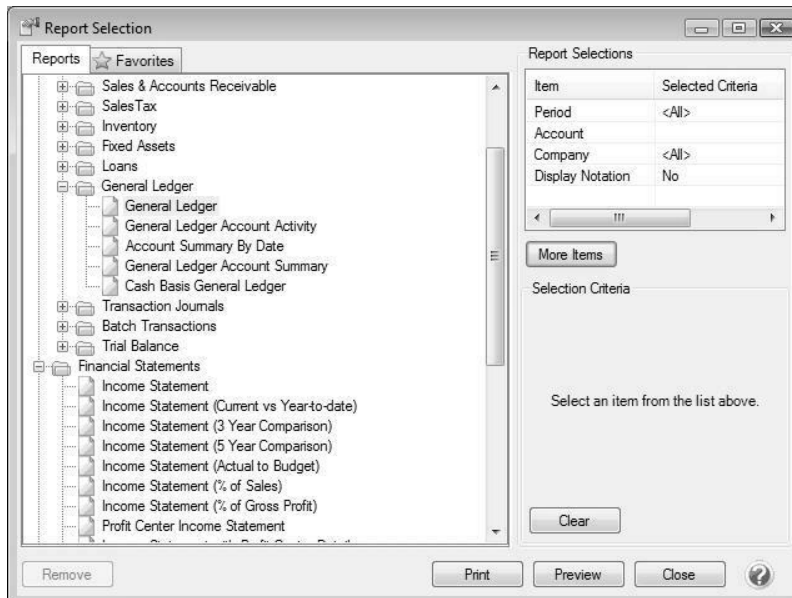 Report Selection
Reports Favorites
Sales & Accounts Receivable
Sales Tax
Inventory
Fixed Assets
Loans
General Ledger
General Ledger
General Ledger Account Activity
Account Summary By Date
General Ledger Account Summary
Cash Basis General Ledger
Transaction Journals
Batch Transactions
Trial Balance
Financial Statements
Income Statement
Income Statement (Current vs Year-to-date)
Income Statement (3 Year Comparison)
Income Statement (5 Year Comparison)
Income Statement (Actual to Budget)
Income Statement (% of Sales)
Income Statement (% of Gross Profit)
Profit Center Income Statement
Report Selections
Item Selected Criteria
Period <All>
Account
Company <All>
Display Notation No
More Items
Selection Criteria
Select an item from the list above.
Clear
Remove Print Preview Close ?